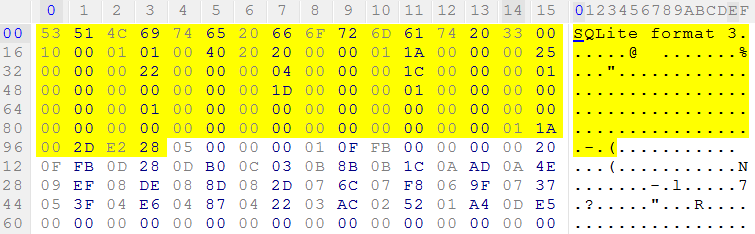 0 1 2 3 4 5 6 7 8 9 10 11 12 13 14 15 0123456789ABCDEF
00 53 51 4C 69 74 65 20 66 6F 72 6D 61 74 20 33 00 SQLite format 3.
16 10 00 01 01 00 40 20 20 00 00 01 1A 00 00 00 25 .....@  .......%
32 00 00 00 22 00 00 00 04 00 00 00 1C 00 00 00 01 ..."............
48 00 00 00 00 00 00 00 1D 00 00 00 01 00 00 00 00 ................
64 00 00 00 01 00 00 00 00 00 00 00 00 00 00 00 00 ................
80 00 00 00 00 00 00 00 00 00 00 00 00 00 00 01 1A ................
96 00 2D E2 28 05 00 00 00 01 0F FB 00 00 00 00 20 .-.(...........
12 0F FB 0D 28 0D B0 0C 03 0B 8B 0B 1C 0A AD 0A 4E ...(...........N
28 09 EF 08 DE 08 8D 08 2D 07 6C 07 F8 06 9F 07 37 .......-.l.....7
44 05 3F 04 E6 04 87 04 22 03 AC 02 52 01 A4 0D E5 .?....."...R....
60 00 00 00 00 00 00 00 00 00 00 00 00 00 00 00 00 ................